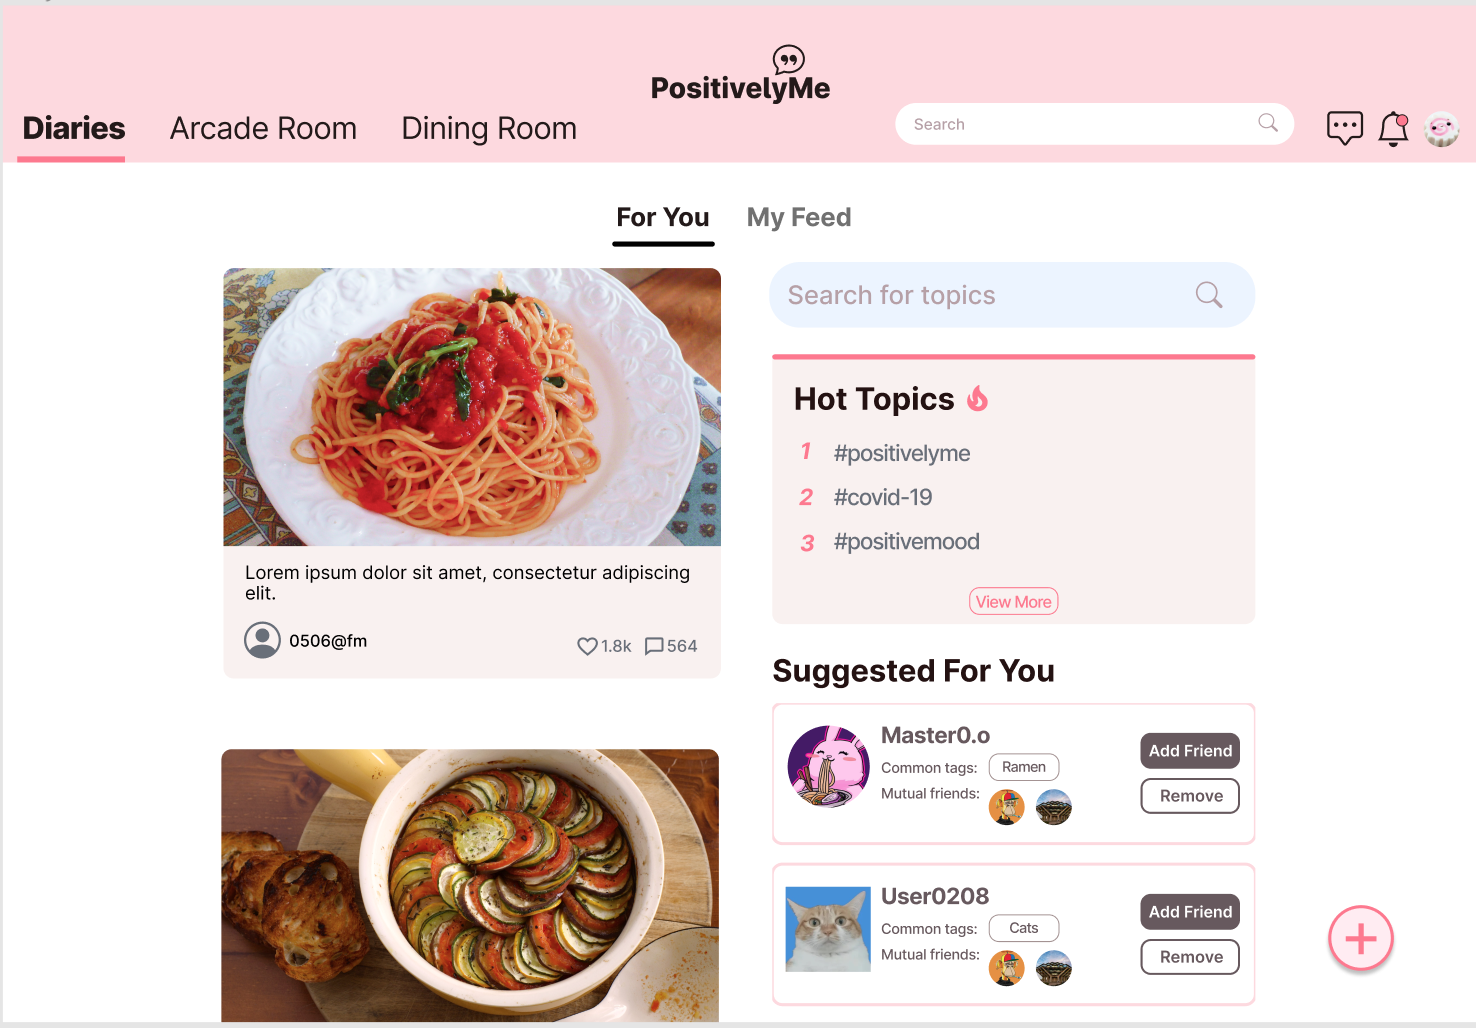 PositivelyMe
Diaries
Arcade Room
Dining Room
Search
For You
My Feed
Lorem ipsum dolor sit amet, consectetur adipiscing
elit.
0506@fm
1.8k
564
Search for topics
Hot Topics
1 #positivelyme
2 #covid-19
3 #positivemood
View More
Suggested For You
Master0.o
Common tags: Ramen
Mutual friends:
Add Friend
Remove
User0208
Common tags: Cats
Mutual friends:
Add Friend
Remove